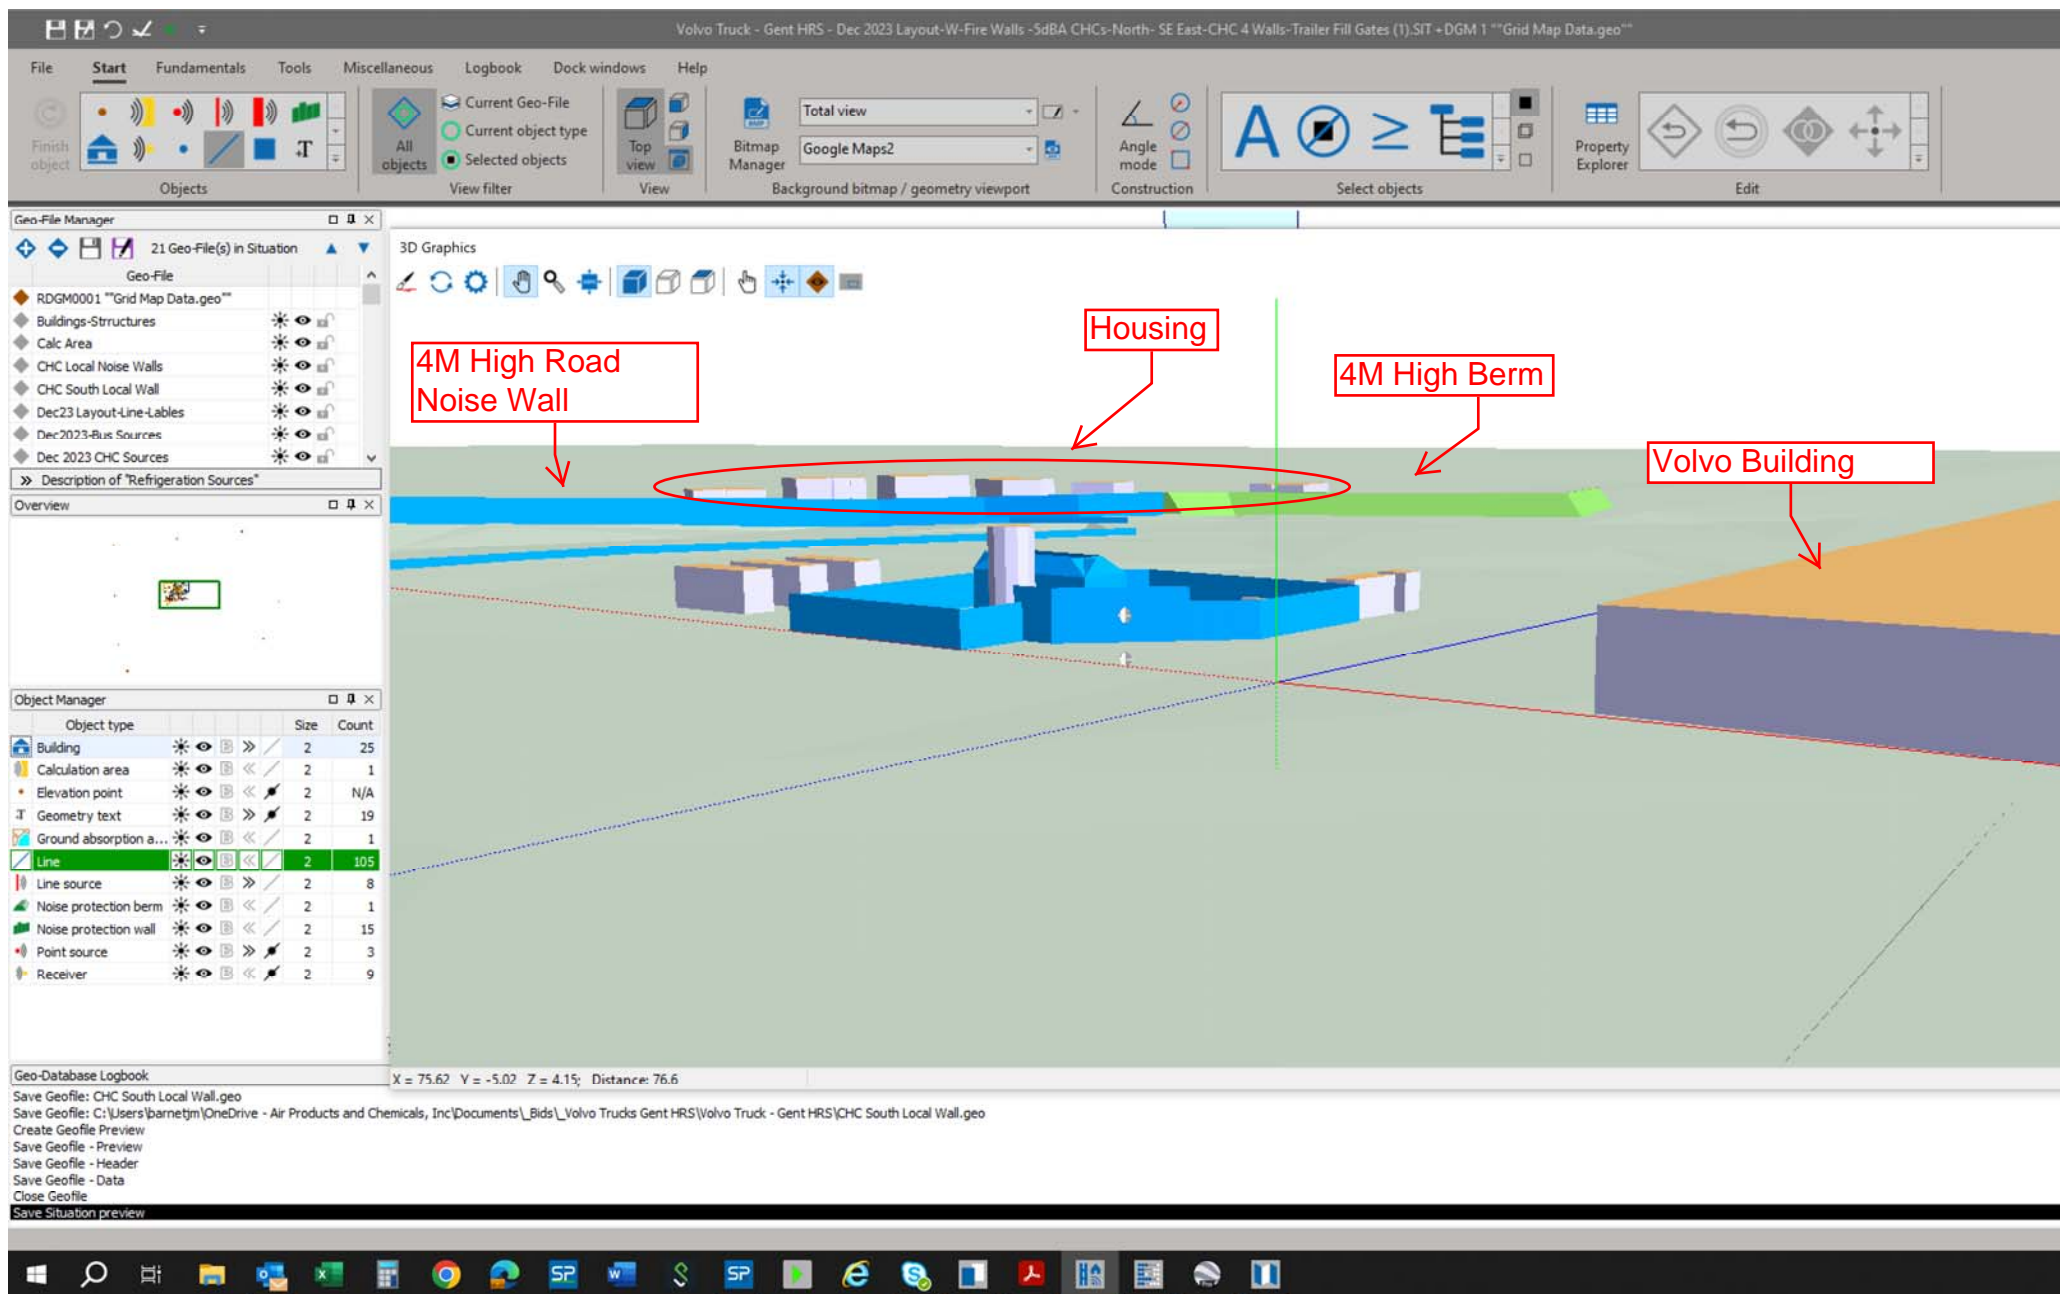 Volvo Truck - Gent HRS - Dec 2023 Layout-W-Fire Walls -5dBA CHCs-North- SE East-CHC 4 Walls-Trailer Fill Gates (1).SIT + DGM 1 ""Grid Map Data.geo""
File Start Fundamentals Tools Miscellaneous Logbook Dock windows Help
Finish object
All objects
Current Geo-File
Current object type
Selected objects
Top view
Bitmap Manager
Total view
Google Maps2
Angle mode
Property Explorer
Objects View filter View Background bitmap / geometry viewport Construction Select objects Edit
Geo-File Manager
21 Geo-File(s) in Situation
Geo-File
RDGM0001 ""Grid Map Data.geo""
Buildings-Strructures
Calc Area
CHC Local Noise Walls
CHC South Local Wall
Dec23 Layout-Line-Lables
Dec2023-Bus Sources
Dec 2023 CHC Sources
Description of "Refrigeration Sources"
Overview
Object Manager
Object type Size Count
Building 2 25
Calculation area 2 1
Elevation point 2 N/A
Geometry text 2 19
Ground absorption a... 2 1
Line 2 105
Line source 2 8
Noise protection berm 2 1
Noise protection wall 2 15
Point source 2 3
Receiver 2 9
3D Graphics
4M High Road
Noise Wall
Housing
4M High Berm
Volvo Building
X = 75.62 Y = -5.02 Z = 4.15; Distance: 76.6
Geo-Database Logbook
Save Geofile: CHC South Local Wall.geo
Save Geofile: C:\Users\barnetjm\OneDrive - Air Products and Chemicals, Inc\Documents\_Bids\_Volvo Trucks Gent HRS\Volvo Truck - Gent HRS\CHC South Local Wall.geo
Create Geofile Preview
Save Geofile - Preview
Save Geofile - Header
Save Geofile - Data
Close Geofile
Save Situation preview